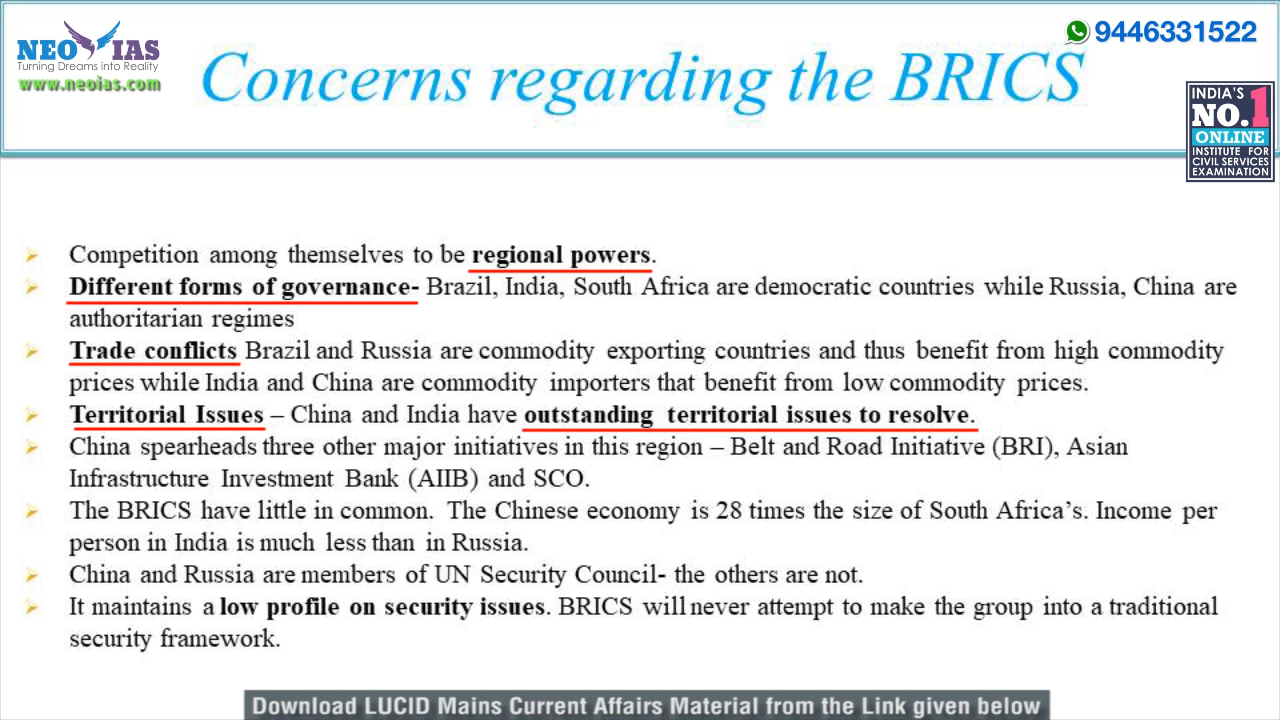 NEO IAS
Turning Dreams into Reality
www.neoias.com
9446331522
Concerns regarding the BRICS
INDIA'S
NO.1
ONLINE
INSTITUTE FOR
CIVIL SERVICES
EXAMINATION
Competition among themselves to be regional powers.
Different forms of governance- Brazil, India, South Africa are democratic countries while Russia, China are
authoritarian regimes
Trade conflicts Brazil and Russia are commodity exporting countries and thus benefit from high commodity
prices while India and China are commodity importers that benefit from low commodity prices.
Territorial Issues – China and India have outstanding territorial issues to resolve.
China spearheads three other major initiatives in this region – Belt and Road Initiative (BRI), Asian
Infrastructure Investment Bank (AIIB) and SCO.
The BRICS have little in common. The Chinese economy is 28 times the size of South Africa's. Income per
person in India is much less than in Russia.
China and Russia are members of UN Security Council- the others are not.
It maintains a low profile on security issues. BRICS will never attempt to make the group into a traditional
security framework.
Download LUCID Mains Current Affairs Material from the Link given below